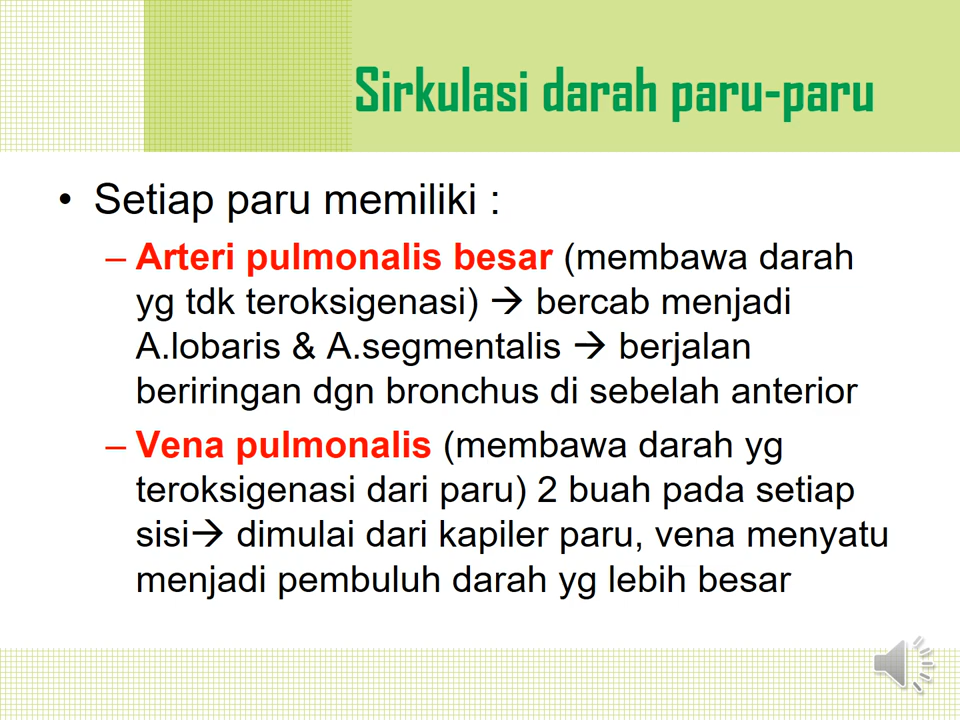 Sirkulasi darah paru-paru
• Setiap paru memiliki :
– Arteri pulmonalis besar (membawa darah
yg tdk teroksigenasi) → bercab menjadi
A.lobaris & A.segmentalis → berjalan
beriringan dgn bronchus di sebelah anterior
– Vena pulmonalis (membawa darah yg
teroksigenasi dari paru) 2 buah pada setiap
sisi→ dimulai dari kapiler paru, vena menyatu
menjadi pembuluh darah yg lebih besar